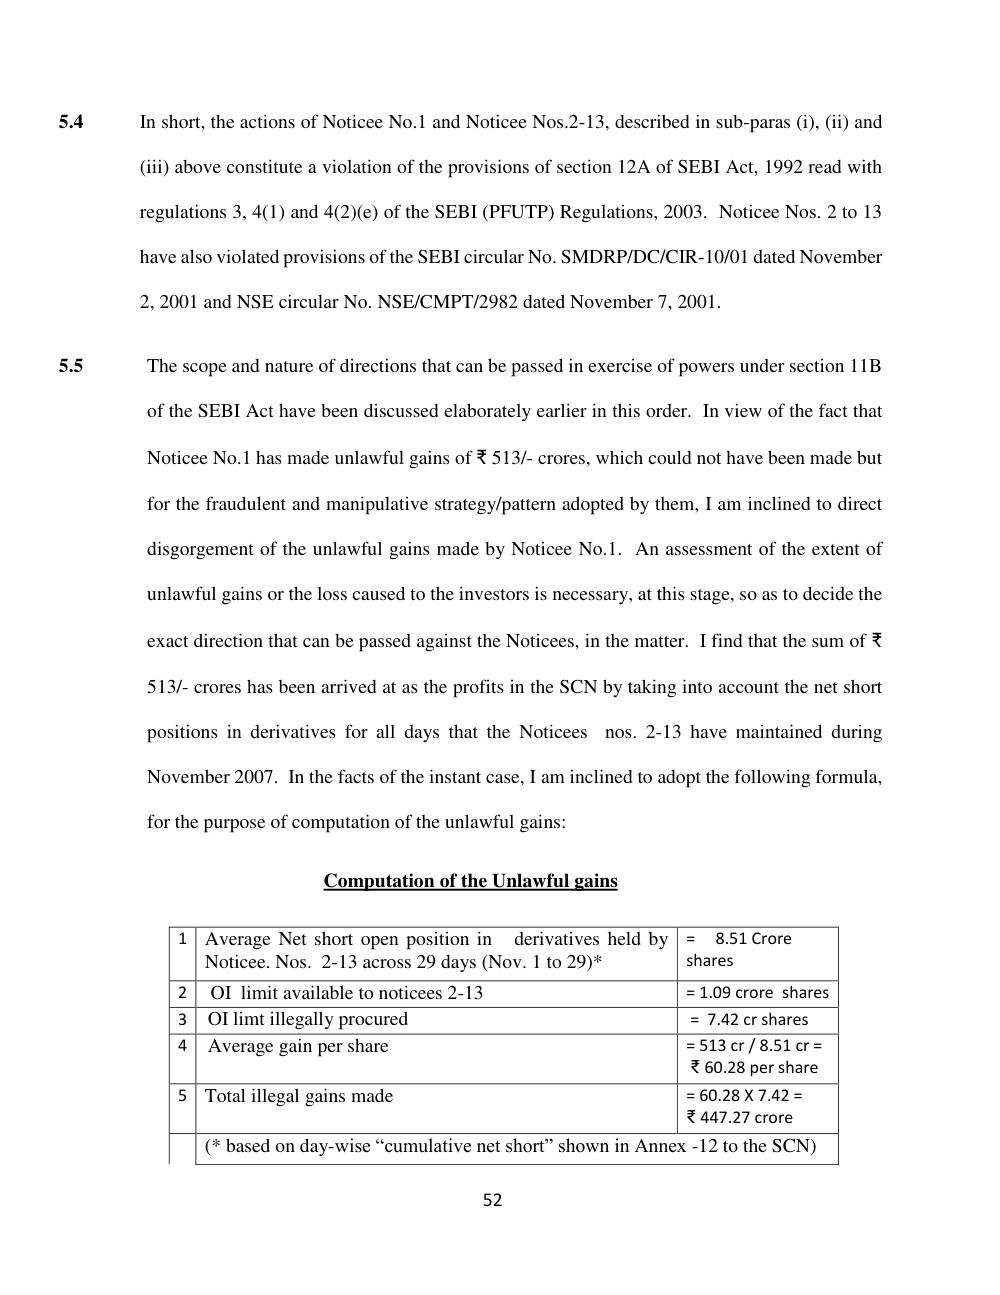 5.4 In short, the actions of Noticee No.1 and Noticee Nos.2-13, described in sub-paras (i), (ii) and
(iii) above constitute a violation of the provisions of section 12A of SEBI Act, 1992 read with
regulations 3, 4(1) and 4(2)(e) of the SEBI (PFUTP) Regulations, 2003. Noticee Nos. 2 to 13
have also violated provisions of the SEBI circular No. SMDRP/DC/CIR-10/01 dated November
2, 2001 and NSE circular No. NSE/CMPT/2982 dated November 7, 2001.
5.5 The scope and nature of directions that can be passed in exercise of powers under section 11B
of the SEBI Act have been discussed elaborately earlier in this order. In view of the fact that
Noticee No.1 has made unlawful gains of ₹ 513/- crores, which could not have been made but
for the fraudulent and manipulative strategy/pattern adopted by them, I am inclined to direct
disgorgement of the unlawful gains made by Noticee No.1. An assessment of the extent of
unlawful gains or the loss caused to the investors is necessary, at this stage, so as to decide the
exact direction that can be passed against the Noticees, in the matter. I find that the sum of ₹
513/- crores has been arrived at as the profits in the SCN by taking into account the net short
positions in derivatives for all days that the Noticees nos. 2-13 have maintained during
November 2007. In the facts of the instant case, I am inclined to adopt the following formula,
for the purpose of computation of the unlawful gains:
Computation of the Unlawful gains
1 Average Net short open position in derivatives held by = 8.51 Crore
Noticee. Nos. 2-13 across 29 days (Nov. 1 to 29)* shares
2 OI limit available to noticees 2-13 = 1.09 crore shares
3 OI limt illegally procured = 7.42 cr shares
4 Average gain per share = 513 cr / 8.51 cr =
₹ 60.28 per share
5 Total illegal gains made = 60.28 X 7.42 =
₹ 447.27 crore
(* based on day-wise “cumulative net short” shown in Annex -12 to the SCN)
52